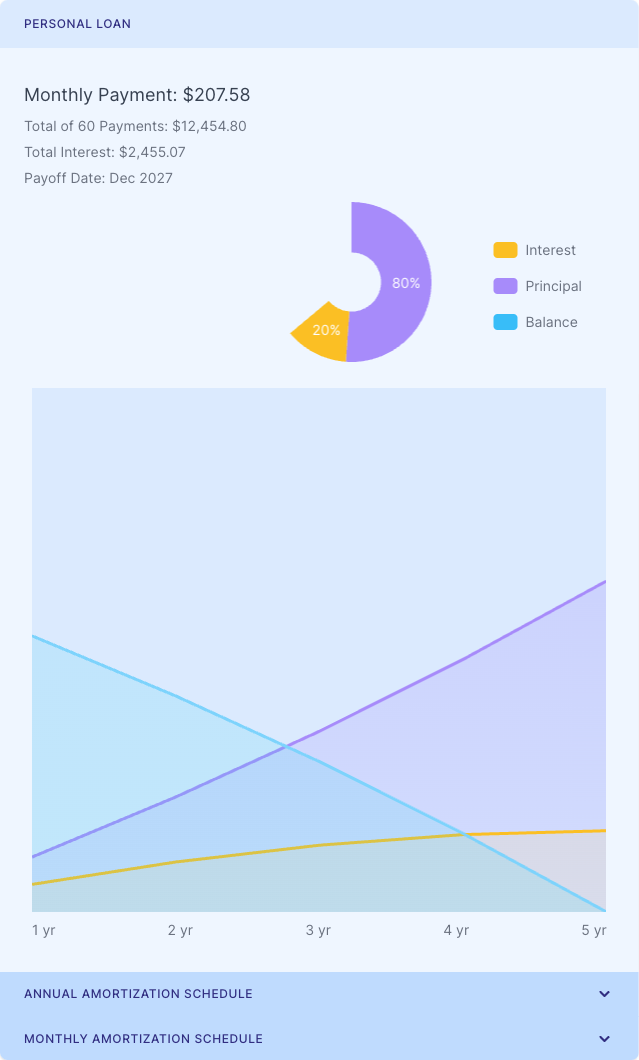 PERSONAL LOAN
Monthly Payment: $207.58
Total of 60 Payments: $12,454.80
Total Interest: $2,455.07
Payoff Date: Dec 2027
Interest
80%
Principal
20%
Balance
1 yr 2 yr 3 yr 4 yr 5 yr
ANNUAL AMORTIZATION SCHEDULE
MONTHLY AMORTIZATION SCHEDULE